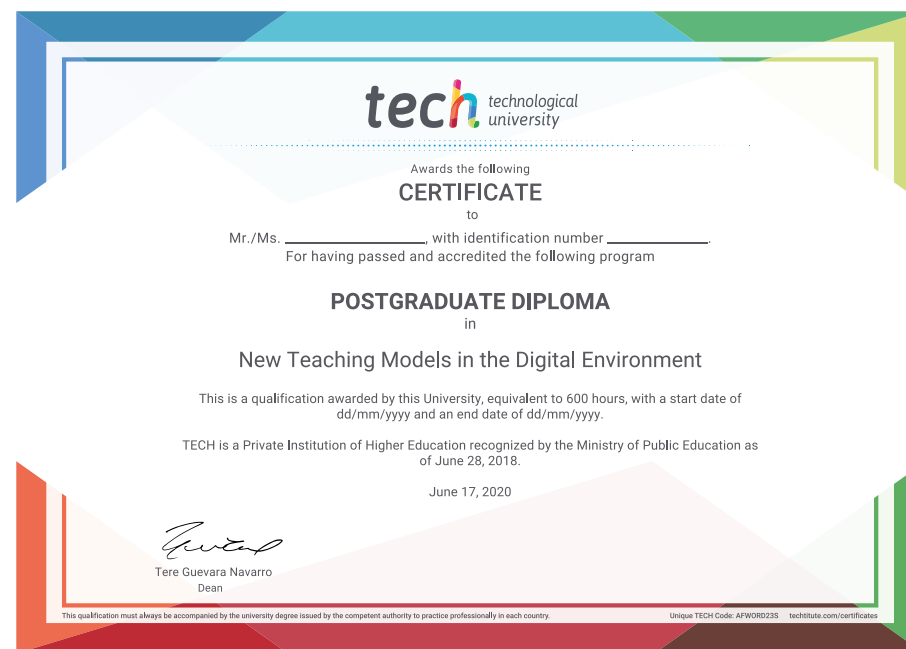 tech technological
university
Awards the following
CERTIFICATE
to
Mr./Ms. ____________________, with identification number ______________.
For having passed and accredited the following program
POSTGRADUATE DIPLOMA
in
New Teaching Models in the Digital Environment
This is a qualification awarded by this University, equivalent to 600 hours, with a start date of
dd/mm/yyyy and an end date of dd/mm/yyyy.
TECH is a Private Institution of Higher Education recognized by the Ministry of Public Education as
of June 28, 2018.
June 17, 2020
Tere Guevara Navarro
Dean
This qualification must always be accompanied by the university degree issued by the competent authority to practice professionally in each country.
Unique TECH Code: AFWORD23S techtitute.com/certificates